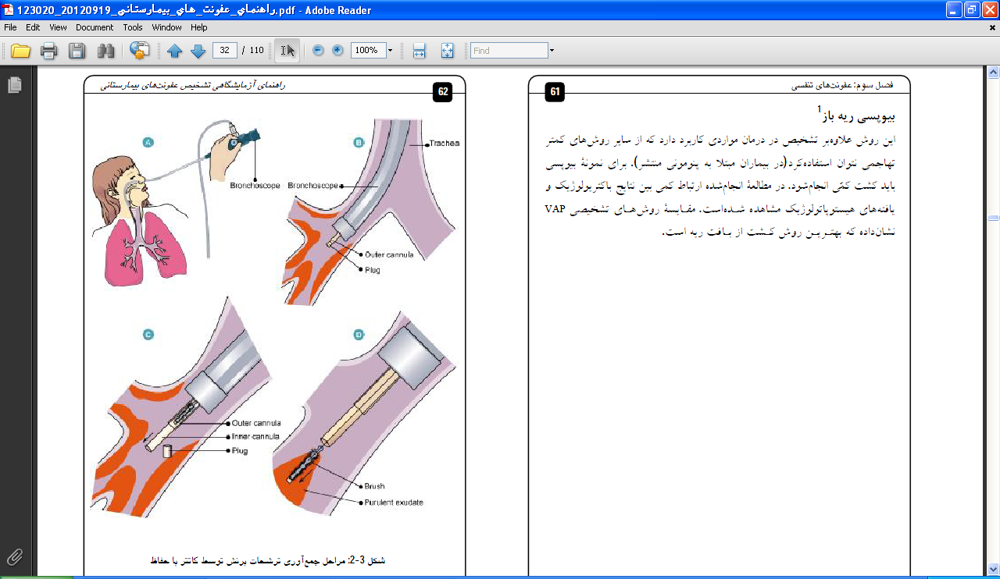 123020_20120919_راهنماي_عفونت_هاي_بيمارستاني.pdf - Adobe Reader
File Edit View Document Tools Window Help
32 / 110 100% Find
فصل سوم: عفونت‌های تنفسی
61
بیوپسی ریه باز1
این روش علاوه‌بر تشخیص در درمان مواردی کاربرد دارد که از سایر روش‌های کمتر
تهاجمی نتوان استفاده‌کرد(در بیماران مبتلا به پنومونی منتشر). برای نمونهٔ بیوپسی
باید کشت کمّی انجام‌شود. در مطالعهٔ انجام‌شده ارتباط کمی بین نتایج باکتریولوژیک و
یافته‌های هیستوپاتولوژیک مشاهده شده‌است. مقایسهٔ روش‌های تشخیصی VAP
نشان‌داده که بهترین روش کشت از بافت ریه است.
راهنمای آزمایشگاهی تشخیص عفونت‌های بیمارستانی
62
A
Bronchoscope
B
Trachea
Bronchoscope
Outer cannula
Plug
C
Outer cannula
Inner cannula
Plug
D
Brush
Purulent exudate
شکل 3-2: مراحل جمع‌آوری ترشحات برنش توسط کاتتر با حفاظ